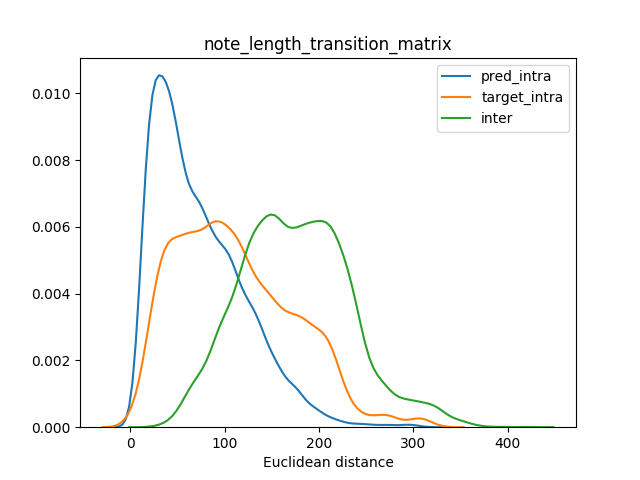 note_length_transition_matrix
pred_intra
target_intra
inter
0.010
0.008
0.006
0.004
0.002
0.000
0 100 200 300 400
Euclidean distance